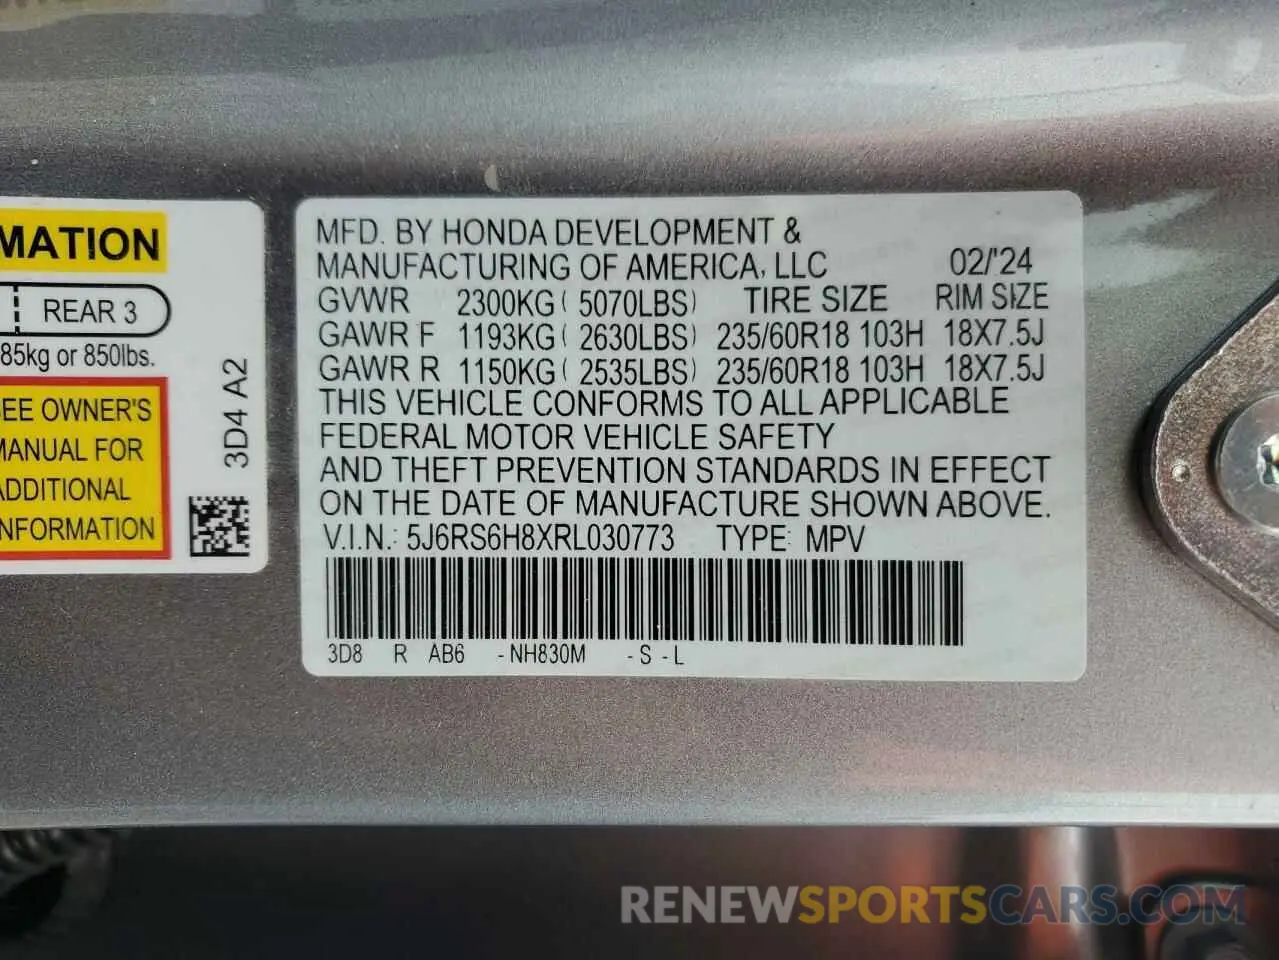 MATION
REAR 3
85kg or 850lbs.
EE OWNER'S
MANUAL FOR
ADDITIONAL
NFORMATION
3D4 A2
MFD. BY HONDA DEVELOPMENT &
MANUFACTURING OF AMERICA, LLC 02/'24
GVWR 2300KG ( 5070LBS) TIRE SIZE RIM SIZE
GAWR F 1193KG ( 2630LBS) 235/60R18 103H 18X7.5J
GAWR R 1150KG ( 2535LBS) 235/60R18 103H 18X7.5J
THIS VEHICLE CONFORMS TO ALL APPLICABLE
FEDERAL MOTOR VEHICLE SAFETY
AND THEFT PREVENTION STANDARDS IN EFFECT
ON THE DATE OF MANUFACTURE SHOWN ABOVE.
V.I.N.: 5J6RS6H8XRL030773 TYPE: MPV
3D8 R AB6 -NH830M -S -L
RENEWSPORTSCARS.COM